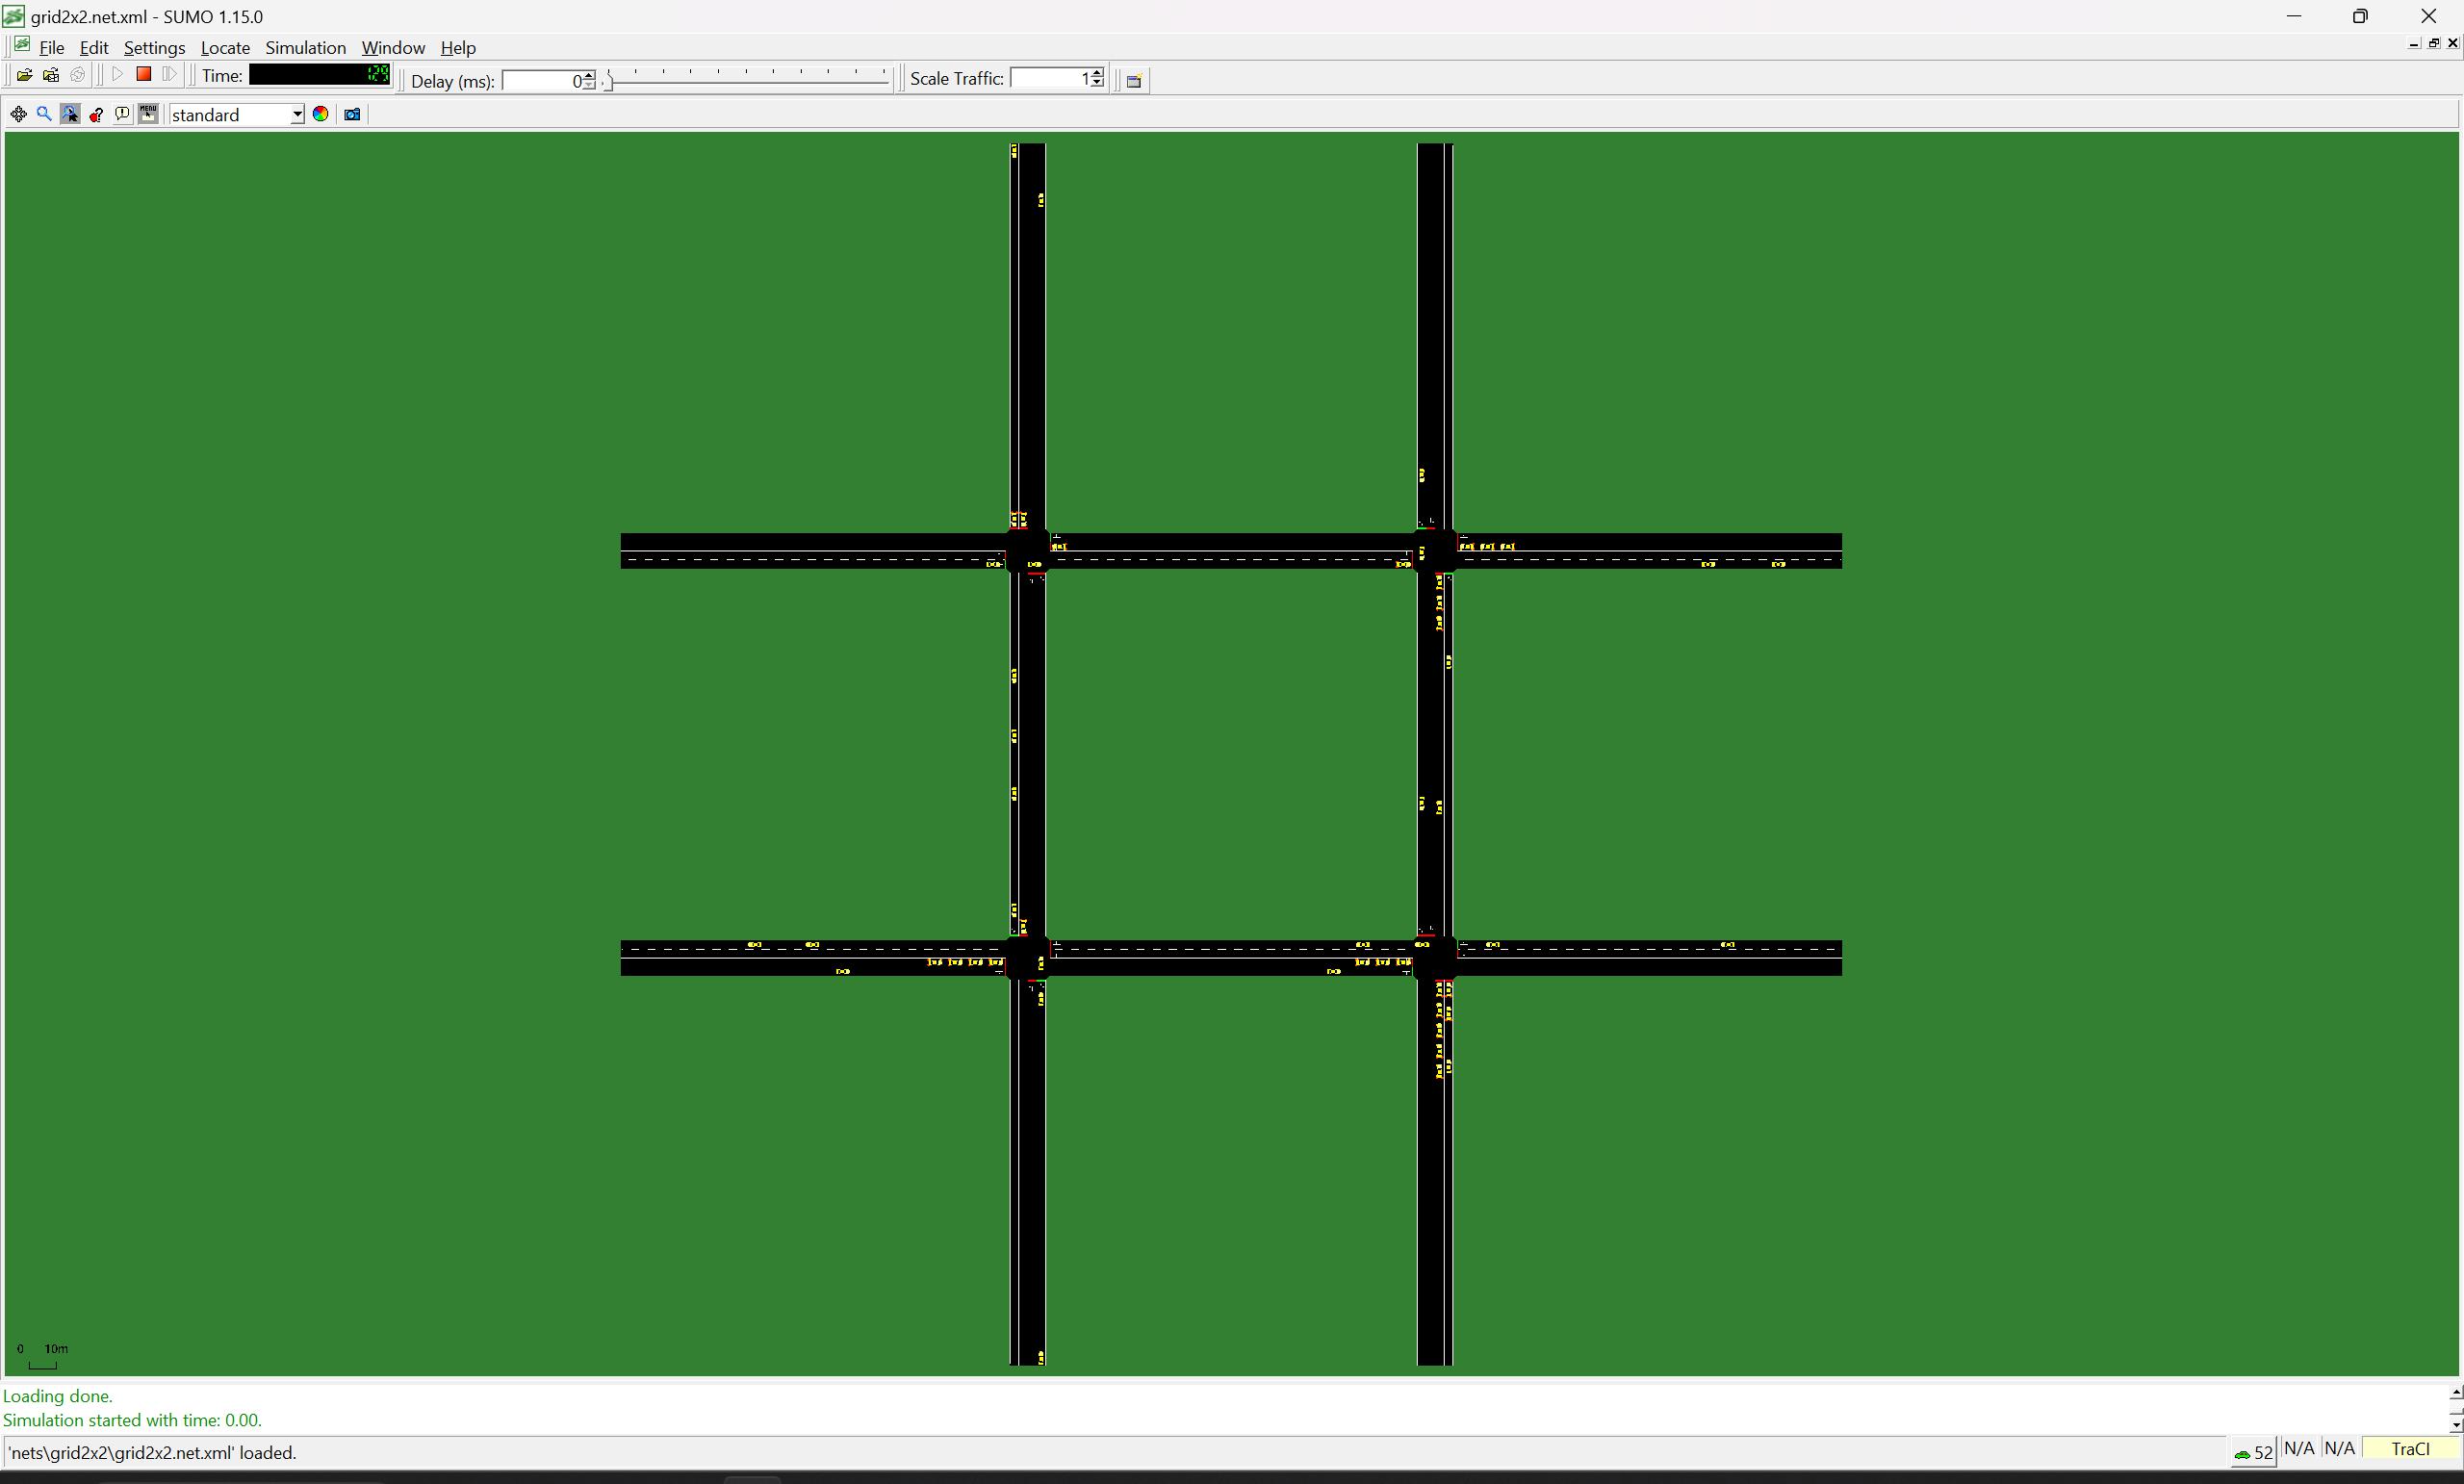 grid2x2.net.xml - SUMO 1.15.0
File Edit Settings Locate Simulation Window Help
Time: 129 Delay (ms): 0 Scale Traffic: 1
MENU standard
0 10m
Loading done.
Simulation started with time: 0.00.
'nets\grid2x2\grid2x2.net.xml' loaded. 52 N/A N/A TraCI